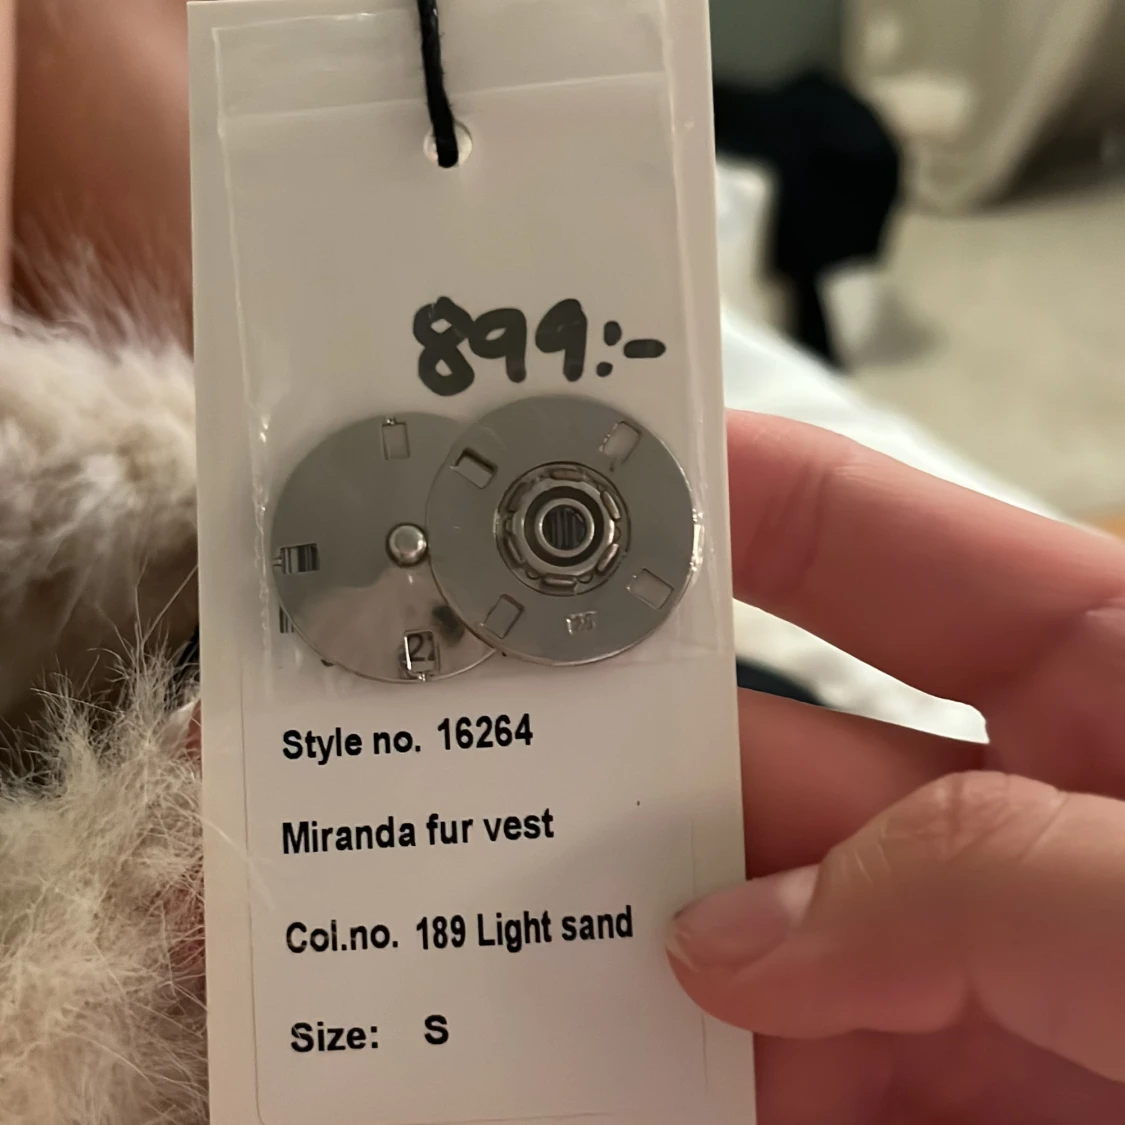 899:-
Style no. 16264
Miranda fur vest
Col.no. 189 Light sand
Size: S